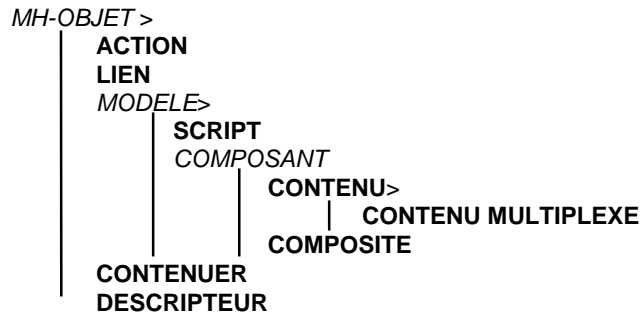 MH-OBJET >
ACTION
LIEN
MODELE>
SCRIPT
COMPOSANT
CONTENU>
CONTENU MULTIPLEXE
COMPOSITE
CONTENUER
DESCRIPTEUR